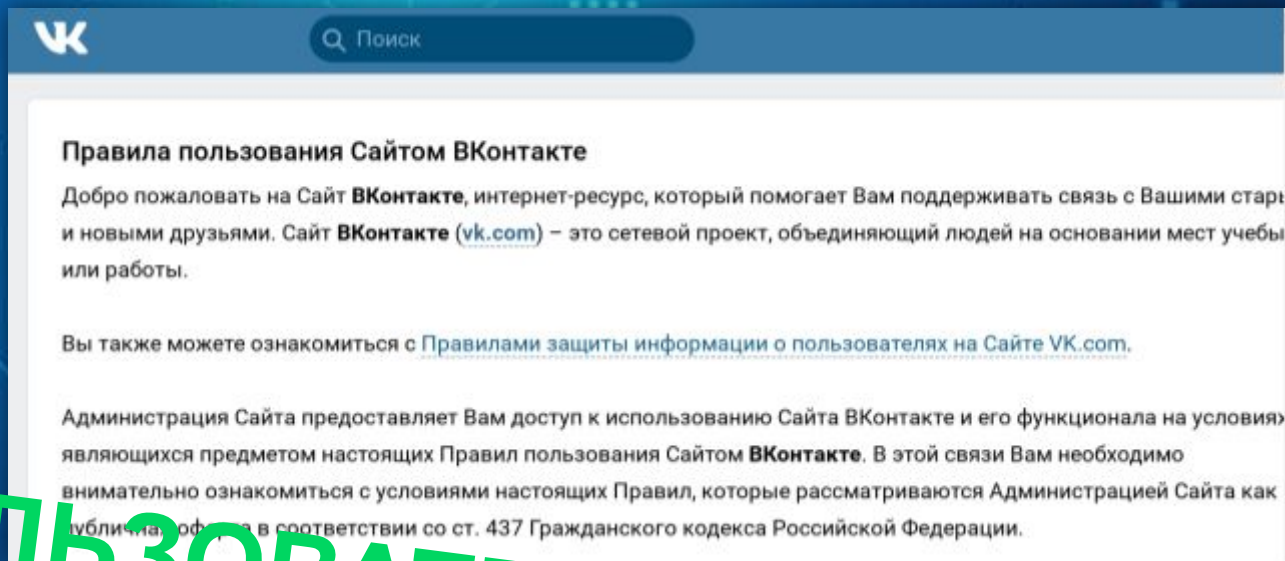 VK
Поиск
Правила пользования Сайтом ВКонтакте
Добро пожаловать на Сайт ВКонтакте, интернет-ресурс, который помогает Вам поддерживать связь с Вашими
и новыми друзьями. Сайт ВКонтакте (vk.com) – это сетевой проект, объединяющий людей на основании мест учебы
или работы.
Вы также можете ознакомиться с Правилами защиты информации о пользователях на Сайте VK.com.
Администрация Сайта предоставляет Вам доступ к использованию Сайта ВКонтакте и его функционала на
являющихся предметом настоящих Правил пользования Сайтом ВКонтакте. В этой связи Вам необходимо
внимательно ознакомиться с условиями настоящих Правил, которые рассматриваются Администрацией Сайта как
в соответствии со ст. 437 Гражданского кодекса Российской Федерации.